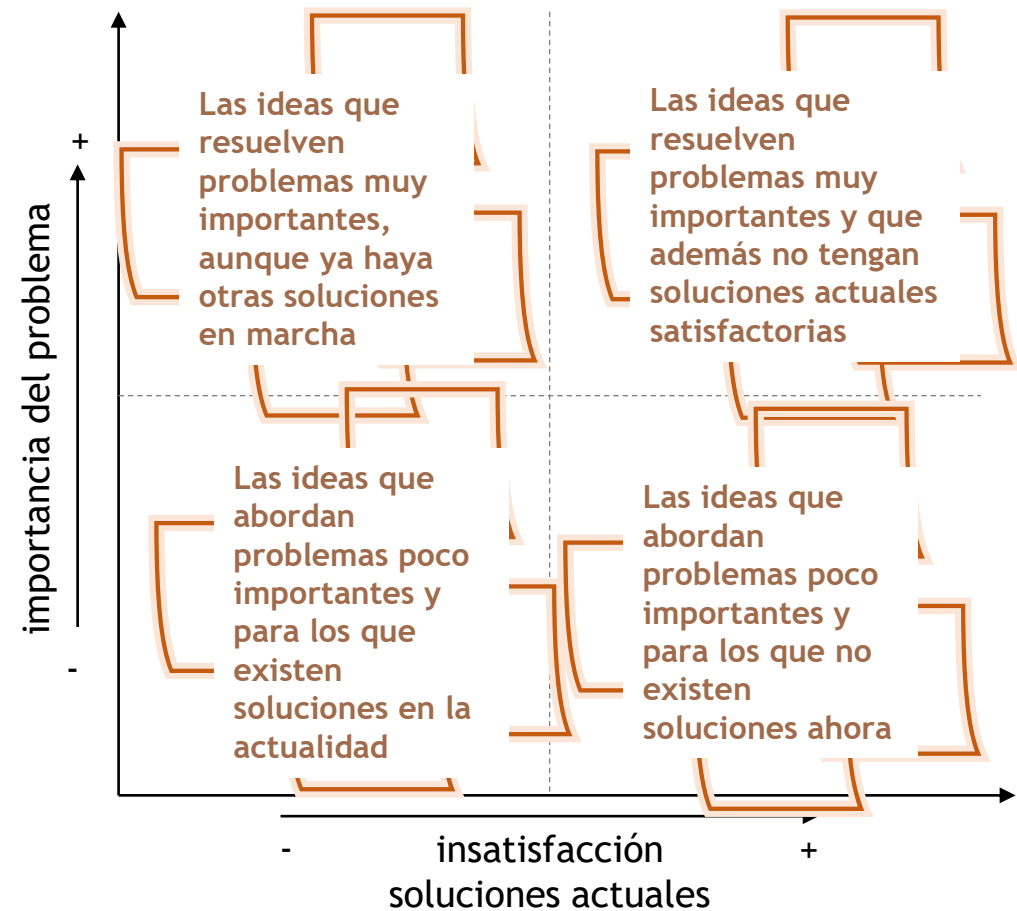 Las ideas que
resuelven
problemas muy
importantes,
aunque ya haya
otras soluciones
en marcha
Las ideas que
resuelven
problemas muy
importantes y que
además no tengan
soluciones actuales
satisfactorias
+
importancia del problema
-
Las ideas que
abordan
problemas poco
importantes y
para los que
existen
soluciones en la
actualidad
Las ideas que
abordan
problemas poco
importantes y
para los que no
existen
soluciones ahora
-
insatisfacción
soluciones actuales
+